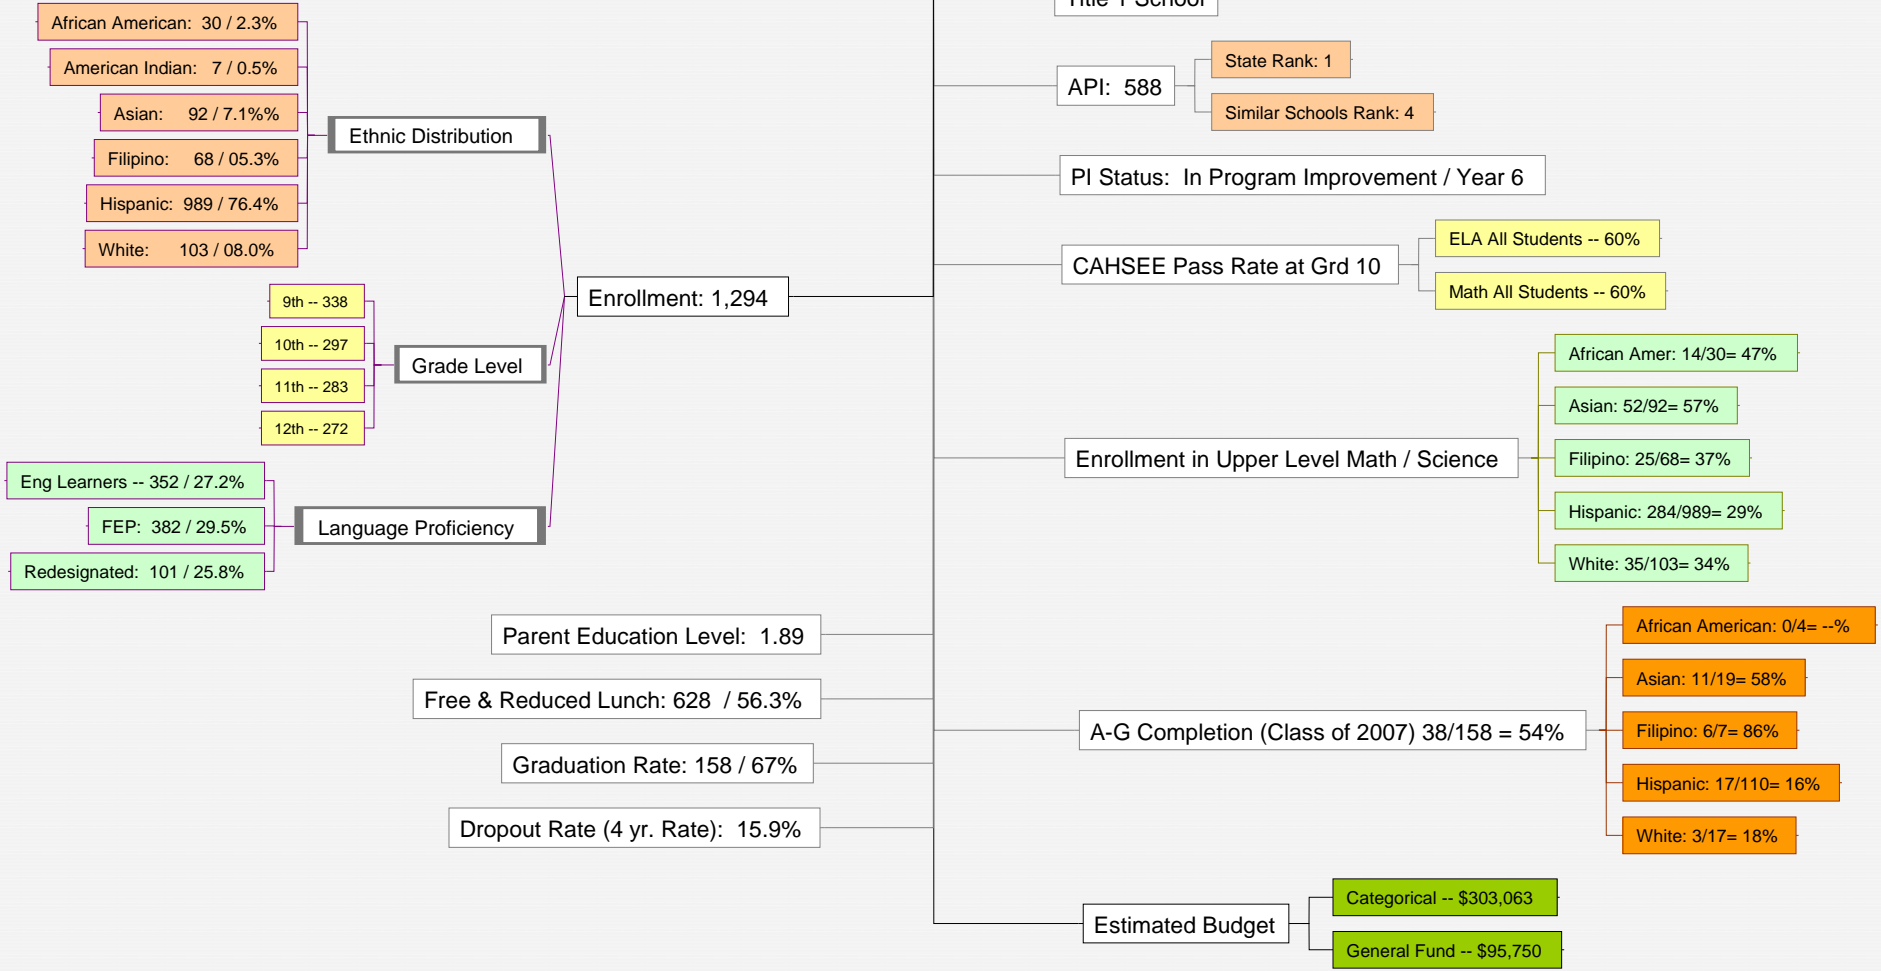 African American: 30 / 2.3%
American Indian: 7 / 0.5%
Asian: 92 / 7.1%%
Filipino: 68 / 05.3%
Hispanic: 989 / 76.4%
White: 103 / 08.0%
Ethnic Distribution
9th -- 338
10th -- 297
11th -- 283
12th -- 272
Grade Level
Eng Learners -- 352 / 27.2%
FEP: 382 / 29.5%
Redesignated: 101 / 25.8%
Language Proficiency
Enrollment: 1,294
Parent Education Level: 1.89
Free & Reduced Lunch: 628 / 56.3%
Graduation Rate: 158 / 67%
Dropout Rate (4 yr. Rate): 15.9%
Title 1 School
API: 588
State Rank: 1
Similar Schools Rank: 4
PI Status: In Program Improvement / Year 6
CAHSEE Pass Rate at Grd 10
ELA All Students -- 60%
Math All Students -- 60%
Enrollment in Upper Level Math / Science
African Amer: 14/30= 47%
Asian: 52/92= 57%
Filipino: 25/68= 37%
Hispanic: 284/989= 29%
White: 35/103= 34%
A-G Completion (Class of 2007) 38/158 = 54%
African American: 0/4= --%
Asian: 11/19= 58%
Filipino: 6/7= 86%
Hispanic: 17/110= 16%
White: 3/17= 18%
Estimated Budget
Categorical -- $303,063
General Fund -- $95,750